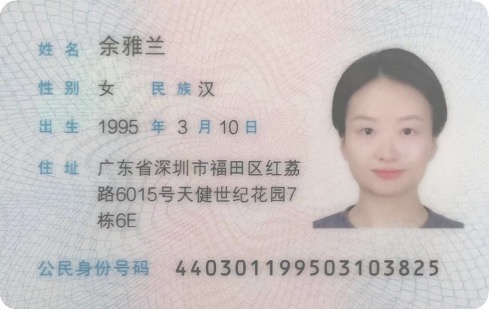 姓名 余雅兰
性别 女 民族 汉
出生 1995 年 3 月 10 日
住址 广东省深圳市福田区红荔
路6015号天健世纪花园7
栋6E
公民身份号码 440301199503103825